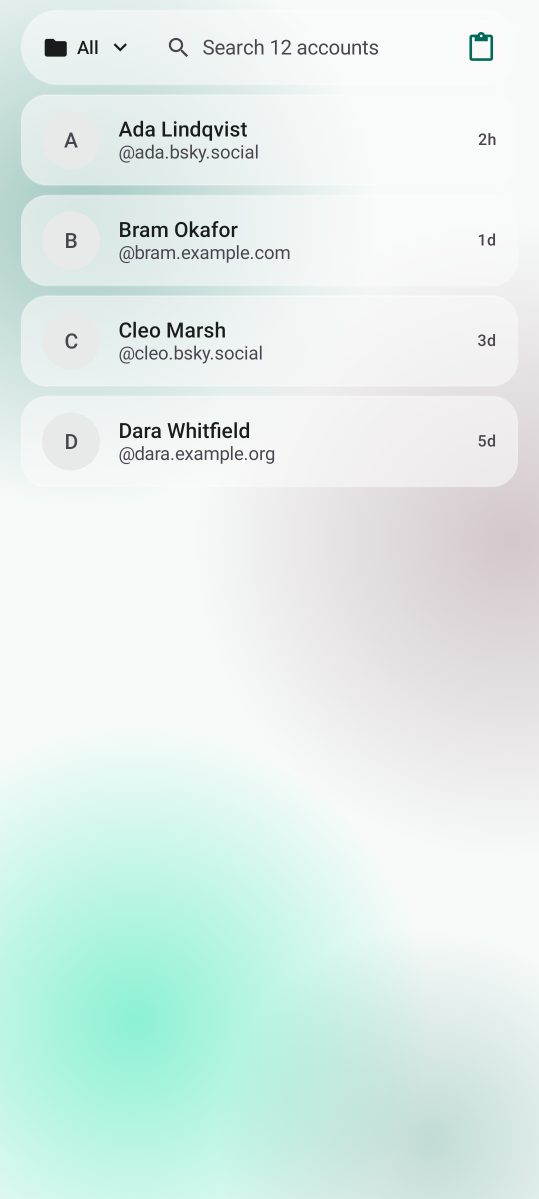 All
Search 12 accounts
A
Ada Lindqvist
@ada.bsky.social
2h
B
Bram Okafor
@bram.example.com
1d
C
Cleo Marsh
@cleo.bsky.social
3d
D
Dara Whitfield
@dara.example.org
5d